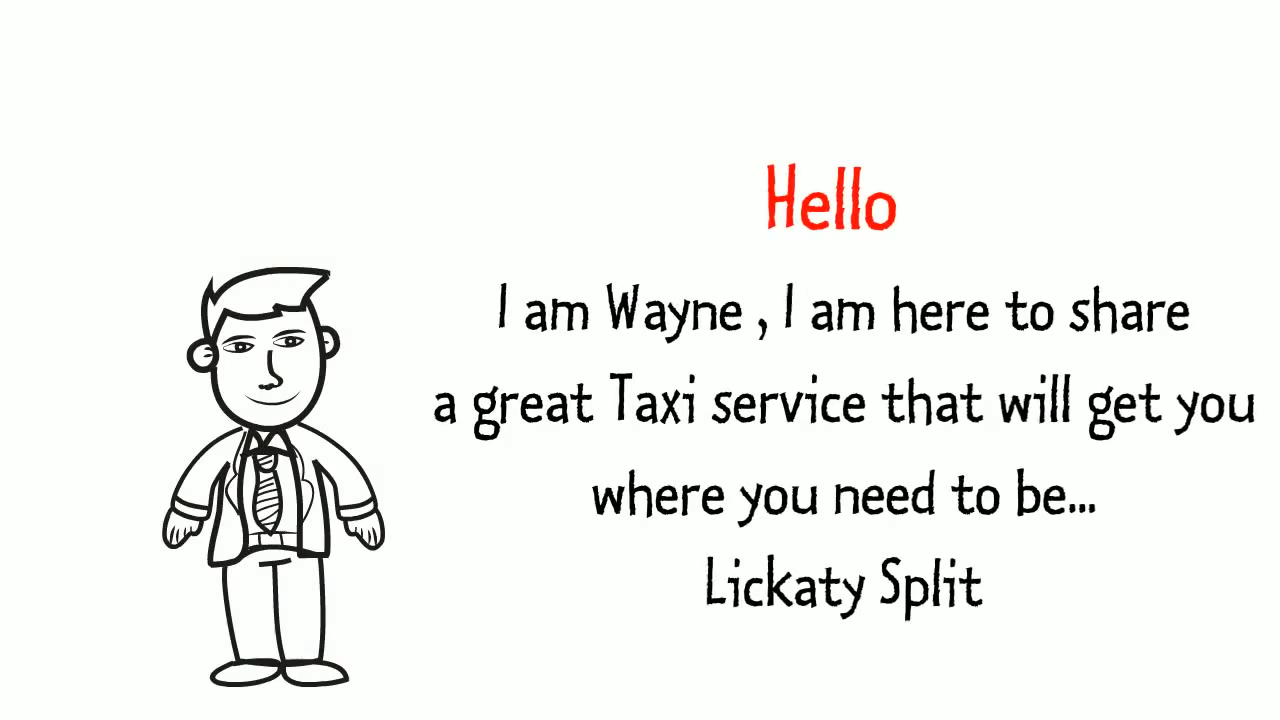 Hello
I am Wayne , I am here to share
a great Taxi service that will get you
where you need to be...
Lickaty Split